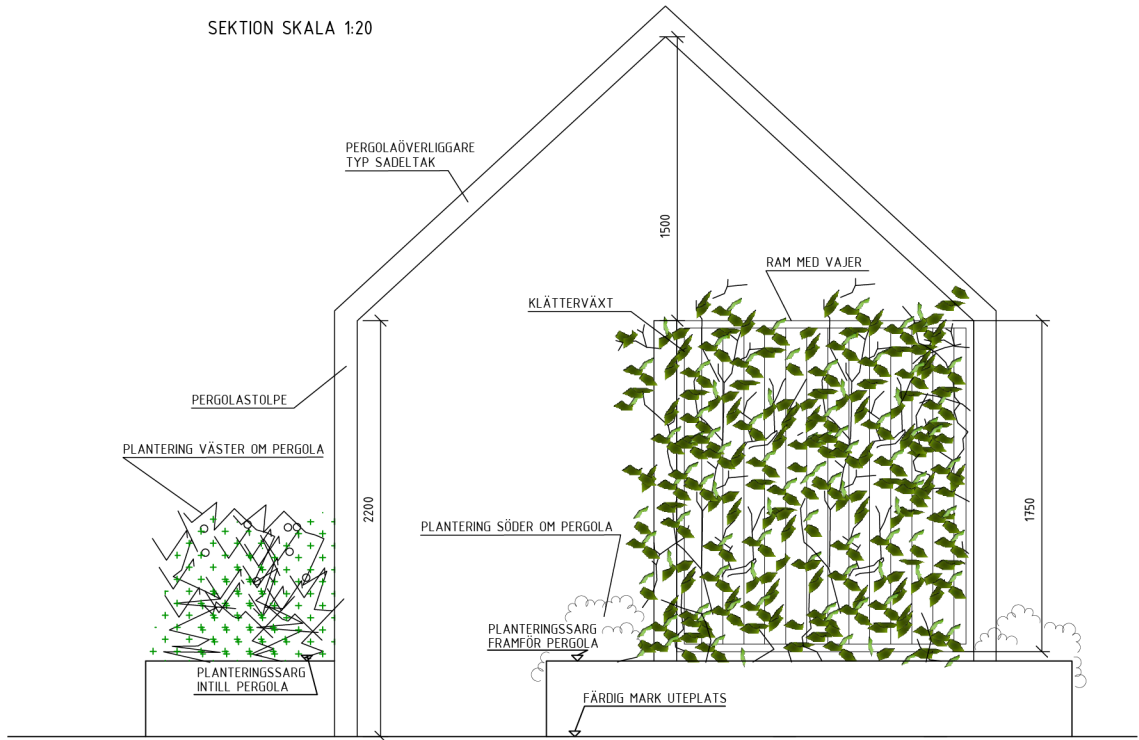 SEKTION SKALA 1:20
PERGOLAÖVERLIGGARE
TYP SADELTAK
1500
RAM MED VAJER
KLÄTTERVÄXT
PERGOLASTOLPE
PLANTERING VÄSTER OM PERGOLA
2200
PLANTERING SÖDER OM PERGOLA
1750
PLANTERINGSSARG
FRAMFÖR PERGOLA
PLANTERINGSSARG
INTILL PERGOLA
FÄRDIG MARK UTEPLATS